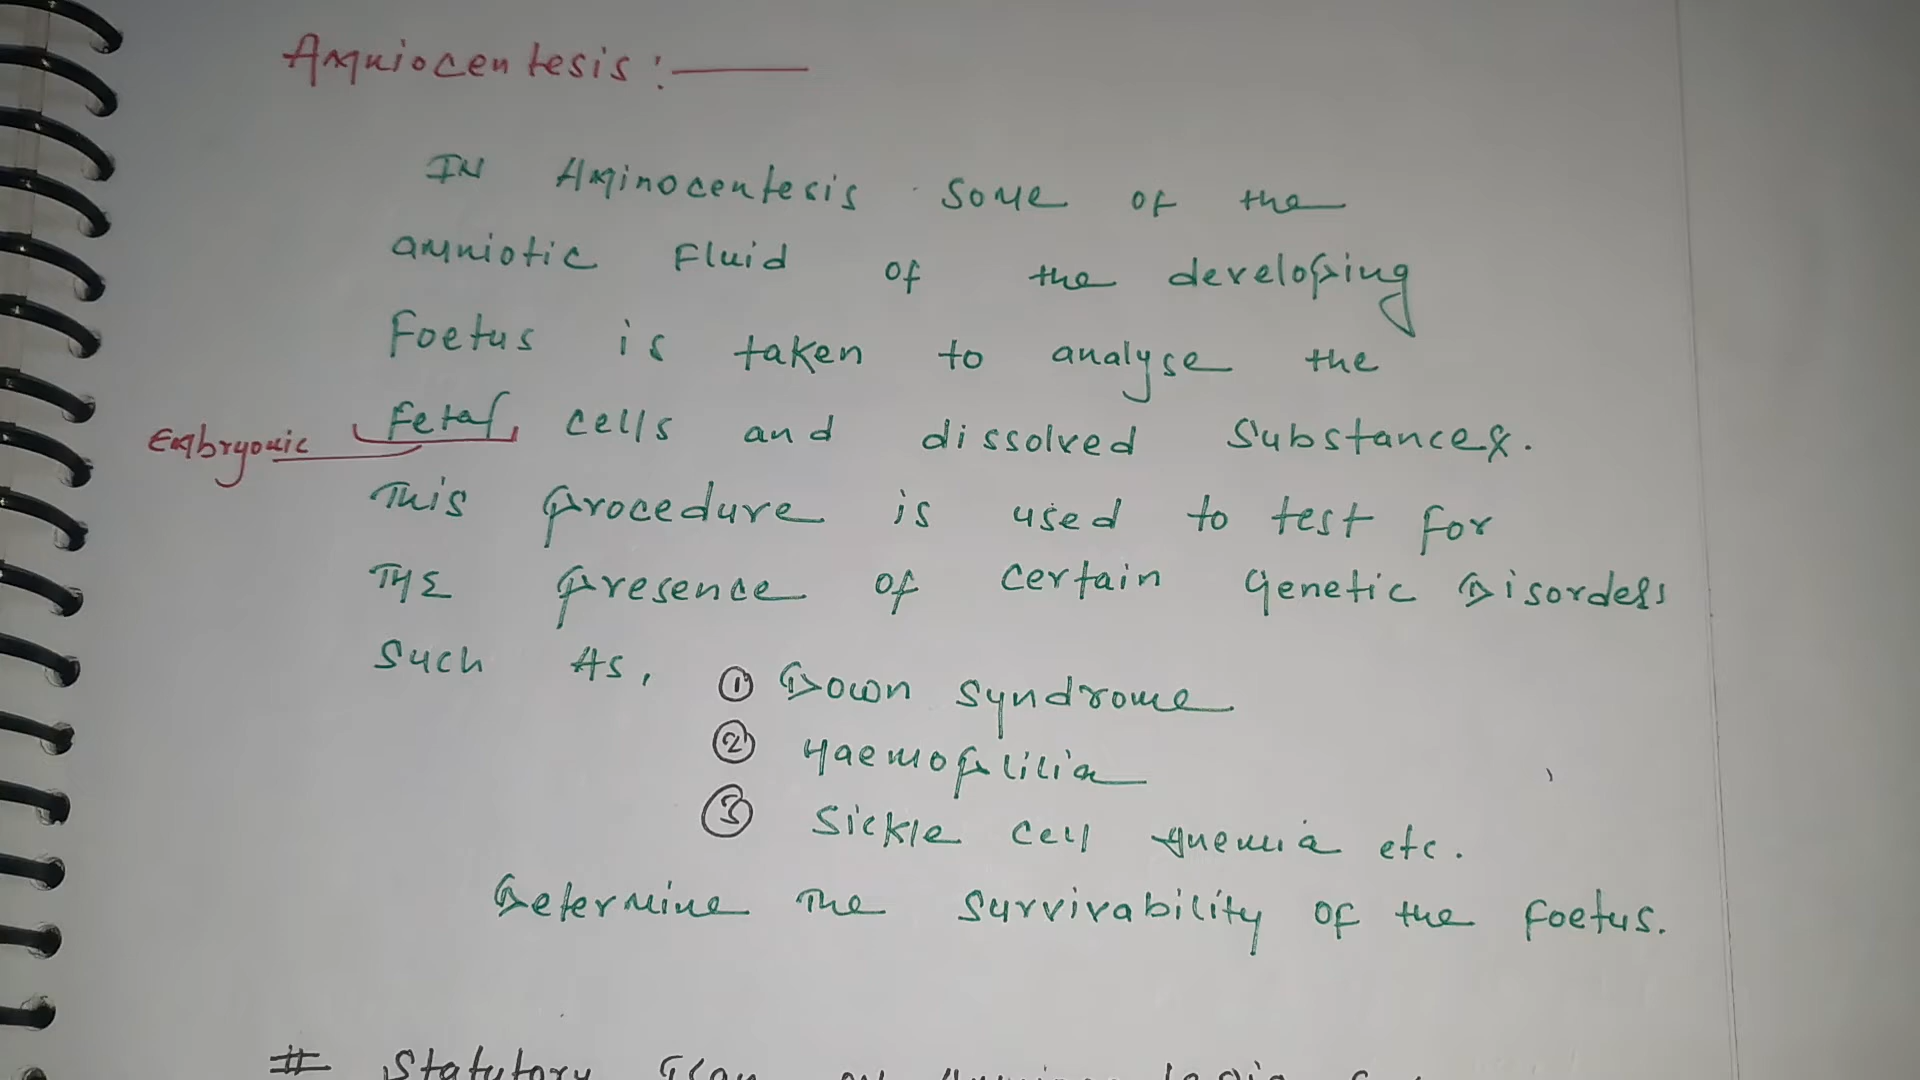 Amniocentesis :—
IN Aminocentesis some of the
amniotic Fluid of the developing
Foetus is taken to analyse the
Embryonic Fetal cells and dissolved substances.
This procedure is used to test for
THE presence of certain Genetic Disorders
Such As, ① Down syndrome
② Haemophilia
③ Sickle cell Anemia etc.
Determine The survivability of the foetus.
# Statutory